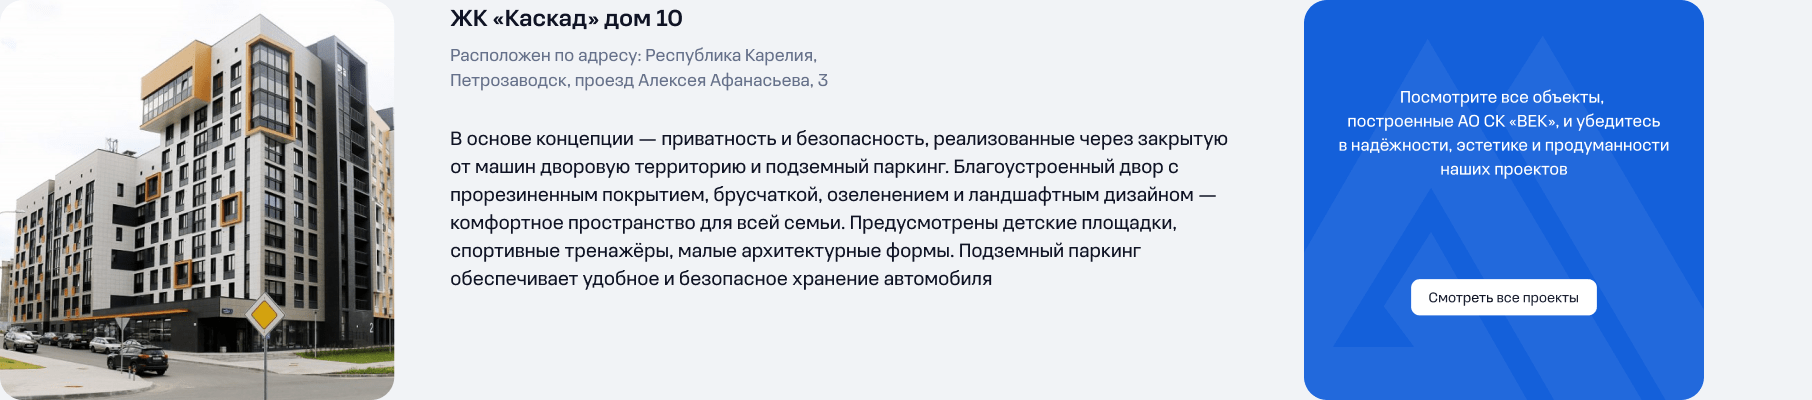 ЖК «Каскад» дом 10
Расположен по адресу: Республика Карелия,
Петрозаводск, проезд Алексея Афанасьева, 3
В основе концепции — приватность и безопасность, реализованные через закрытую
от машин дворовую территорию и подземный паркинг. Благоустроенный двор с
прорезиненным покрытием, брусчаткой, озеленением и ландшафтным дизайном —
комфортное пространство для всей семьи. Предусмотрены детские площадки,
спортивные тренажёры, малые архитектурные формы. Подземный паркинг
обеспечивает удобное и безопасное хранение автомобиля
Посмотрите все объекты,
построенные АО СК «ВЕК», и убедитесь
в надёжности, эстетике и продуманности
наших проектов
Смотреть все проекты